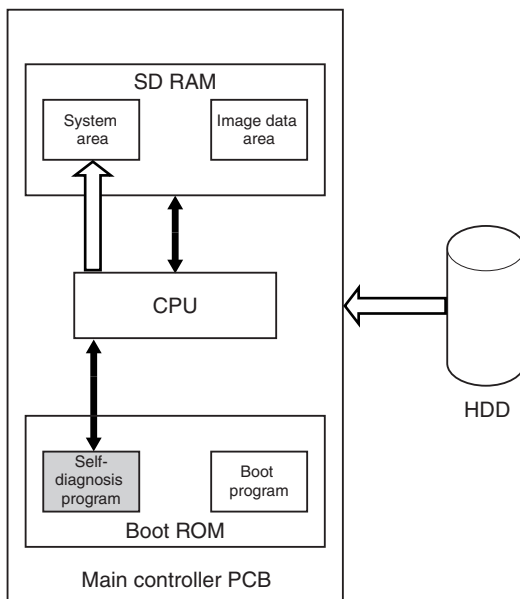 SD RAM
System
area
Image data
area
CPU
HDD
Self-
diagnosis
program
Boot
program
Boot ROM
Main controller PCB